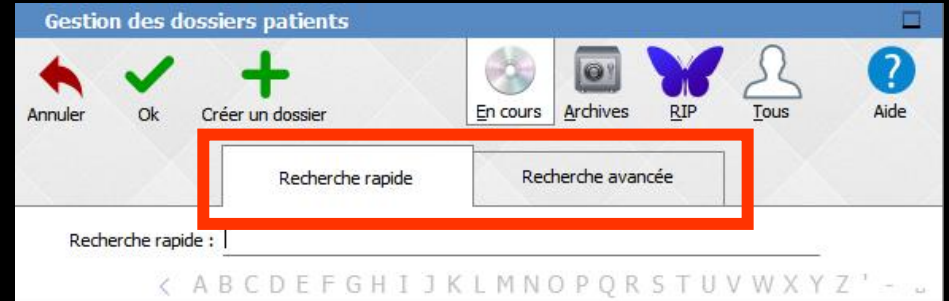 Gestion des dossiers patients
Annuler Ok Créer un dossier En cours Archives RIP Tous Aide
Recherche rapide Recherche avancée
Recherche rapide :
< A B C D E F G H I J K L M N O P Q R S T U V W X Y Z ' - ␣